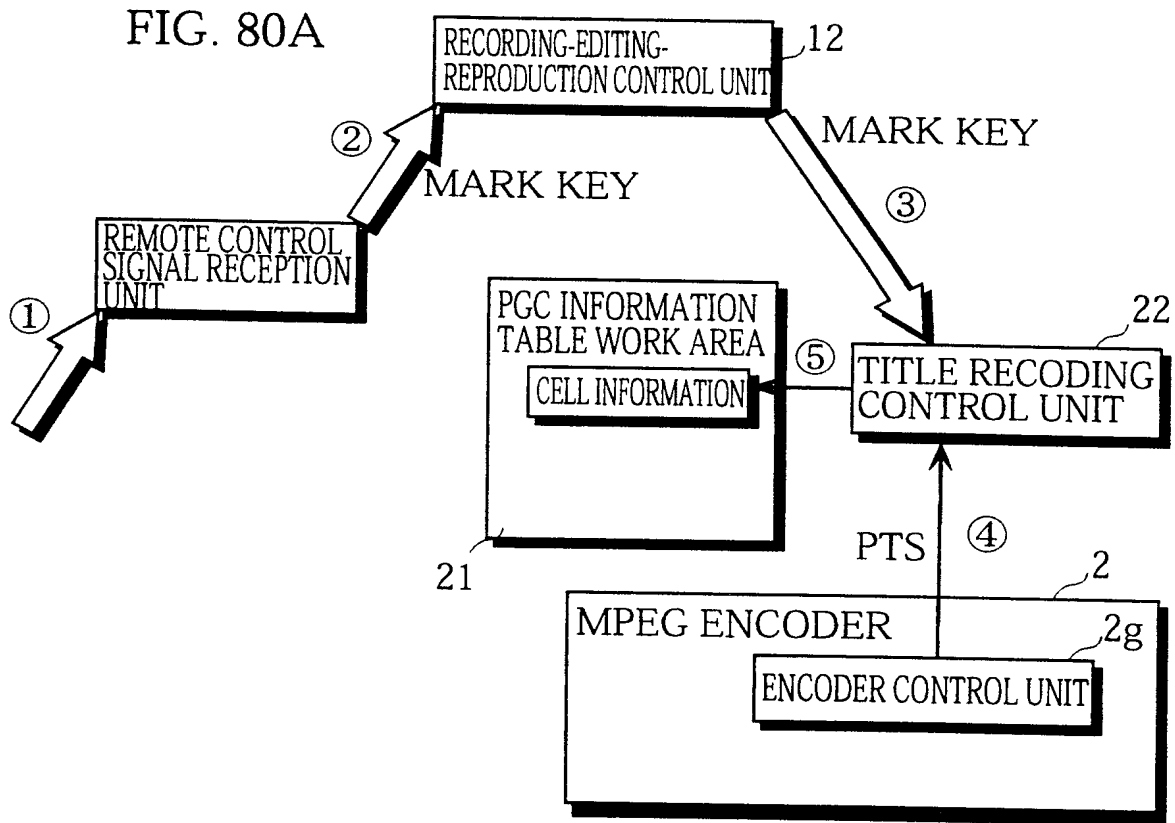 FIG. 80A
RECORDING-EDITING-
REPRODUCTION CONTROL UNIT
12
②
MARK KEY
MARK KEY
③
REMOTE CONTROL
SIGNAL RECEPTION
UNIT
①
PGC INFORMATION
TABLE WORK AREA
CELL INFORMATION
⑤
22
TITLE RECODING
CONTROL UNIT
21
PTS
④
2
MPEG ENCODER
2g
ENCODER CONTROL UNIT